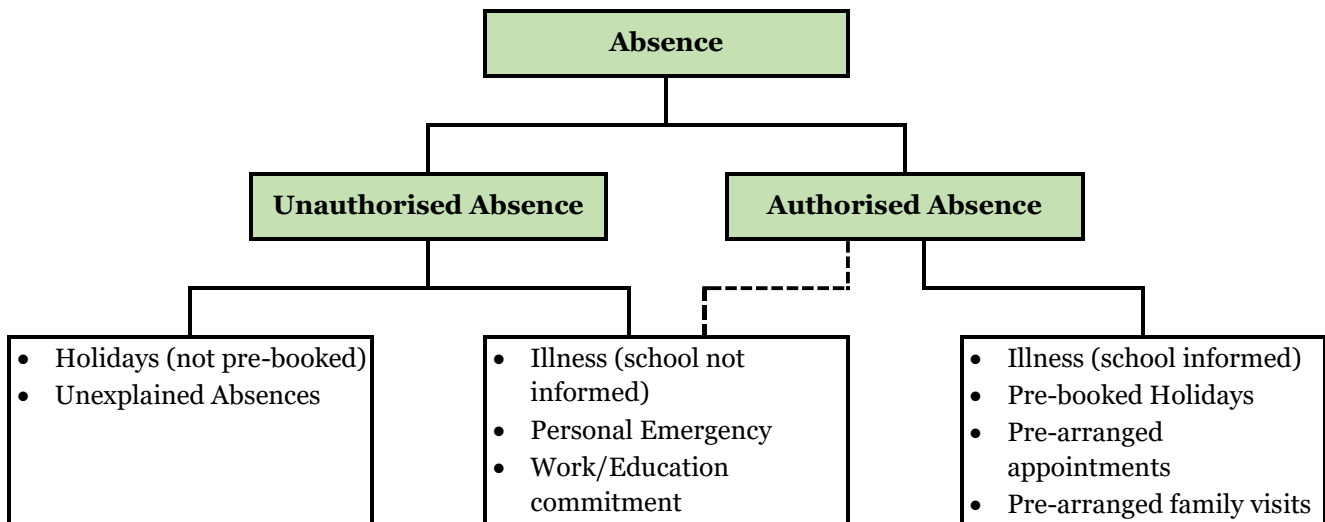 Absence
Unauthorised Absence
Authorised Absence
• Holidays (not pre-booked)
• Unexplained Absences
• Illness (school not
informed)
• Personal Emergency
• Work/Education
commitment
• Illness (school informed)
• Pre-booked Holidays
• Pre-arranged
appointments
• Pre-arranged family visits